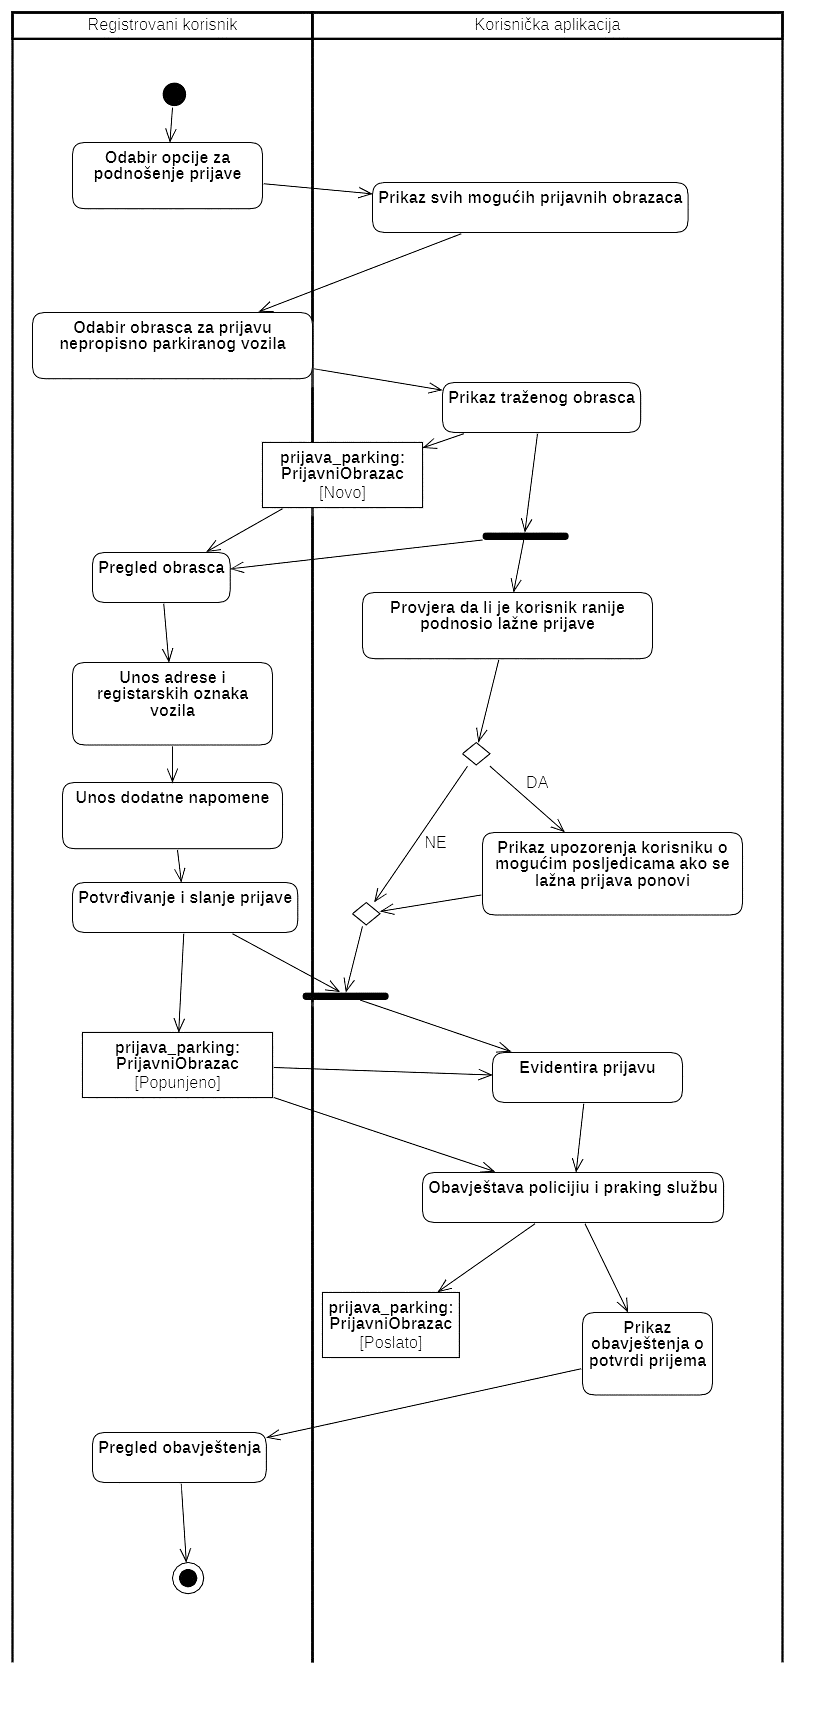 Registrovani korisnik
Korisnička aplikacija
Odabir opcije za
podnošenje prijave
Prikaz svih mogućih prijavnih obrazaca
Odabir obrasca za prijavu
nepropisno parkiranog vozila
Prikaz traženog obrasca
prijava_parking:
PrijavniObrazac
[Novo]
Pregled obrasca
Provjera da li je korisnik ranije
podnosio lažne prijave
Unos adrese i
registarskih oznaka
vozila
DA
Unos dodatne napomene
NE
Prikaz upozorenja korisniku o
mogućim posljedicama ako se
lažna prijava ponovi
Potvrđivanje i slanje prijave
prijava_parking:
PrijavniObrazac
[Popunjeno]
Evidentira prijavu
Obavještava policijiu i praking službu
prijava_parking:
PrijavniObrazac
[Poslato]
Prikaz
obavještenja o
potvrdi prijema
Pregled obavještenja